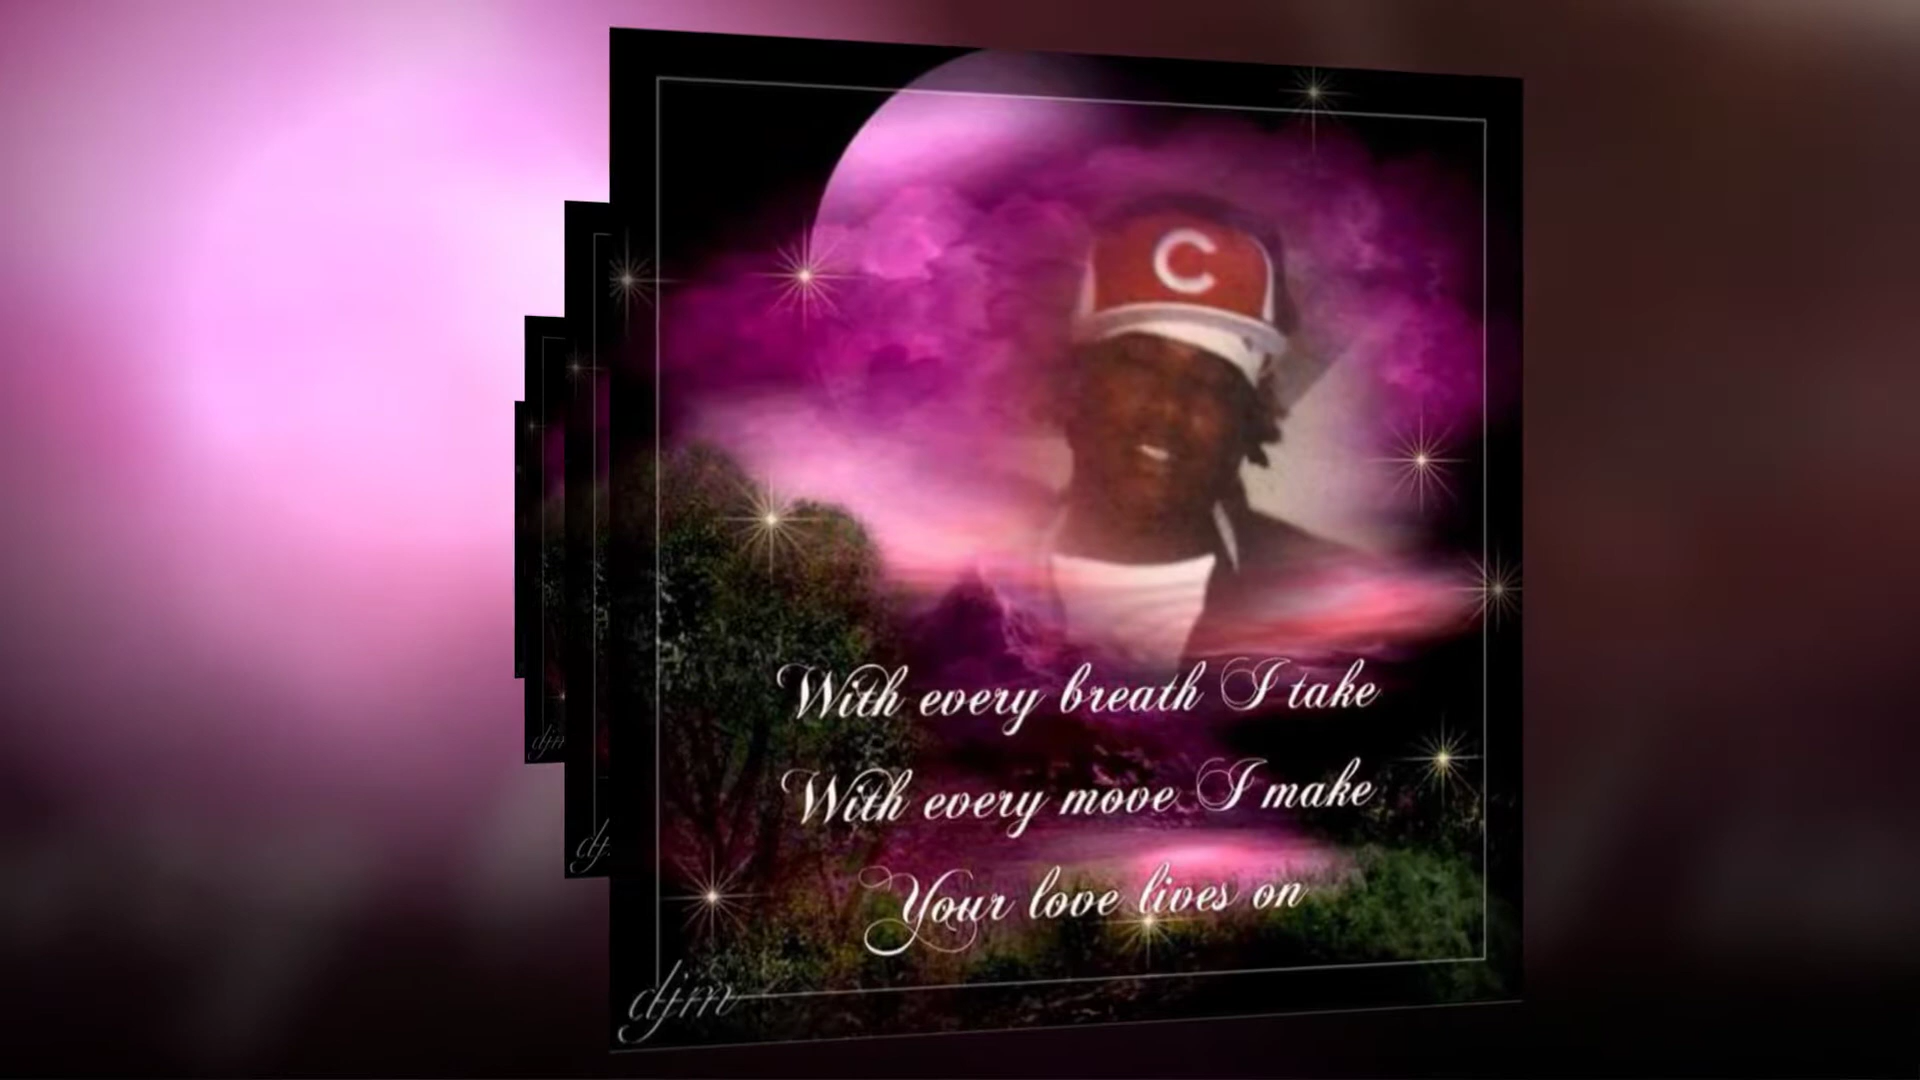 C
With every breath I take
With every move I make
Your love lives on
djm